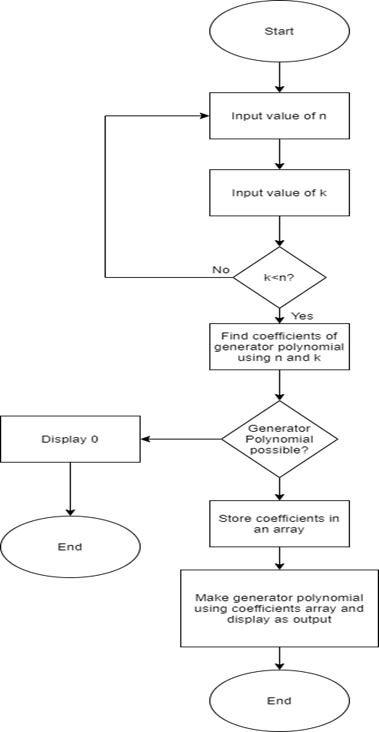 Start
Input value of n
Input value of k
k<n?
No
Yes
Find coefficients of
generator polynomial
using n and k
Generator
Polynomial
possible?
Display 0
Store coefficients in
an array
End
Make generator polynomial
using coefficients array and
display as output
End